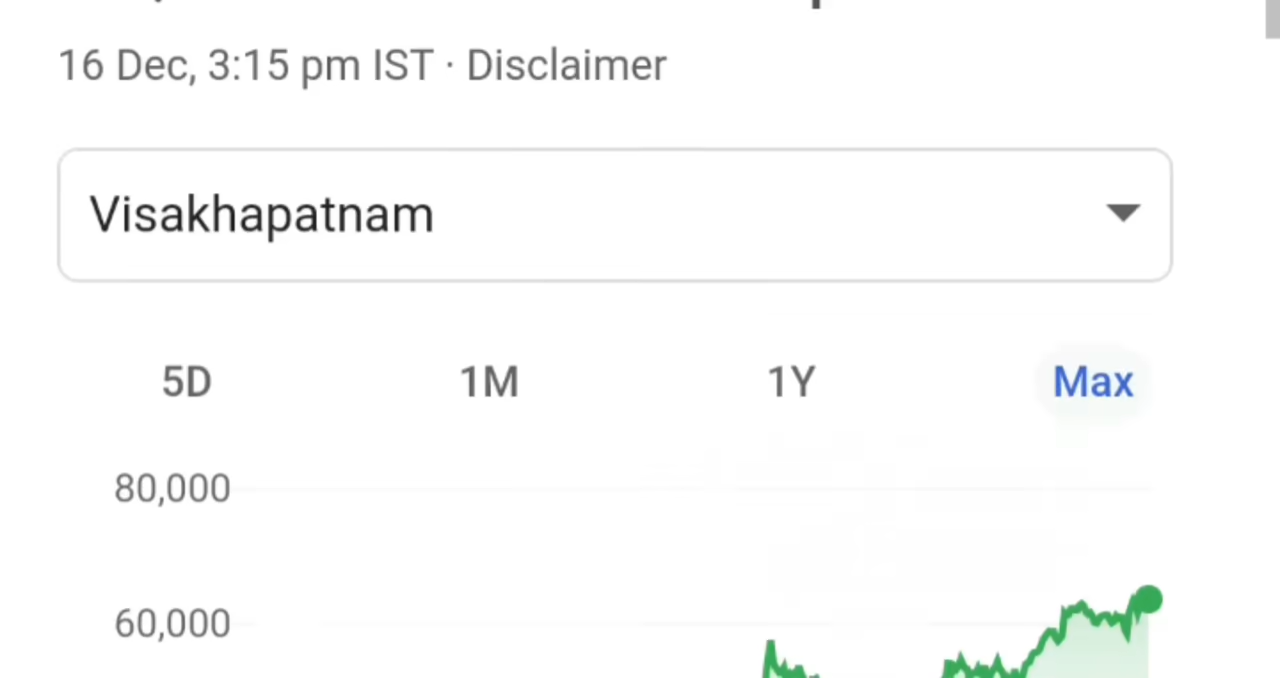 16 Dec, 3:15 pm IST · Disclaimer
Visakhapatnam
5D 1M 1Y Max
80,000
60,000